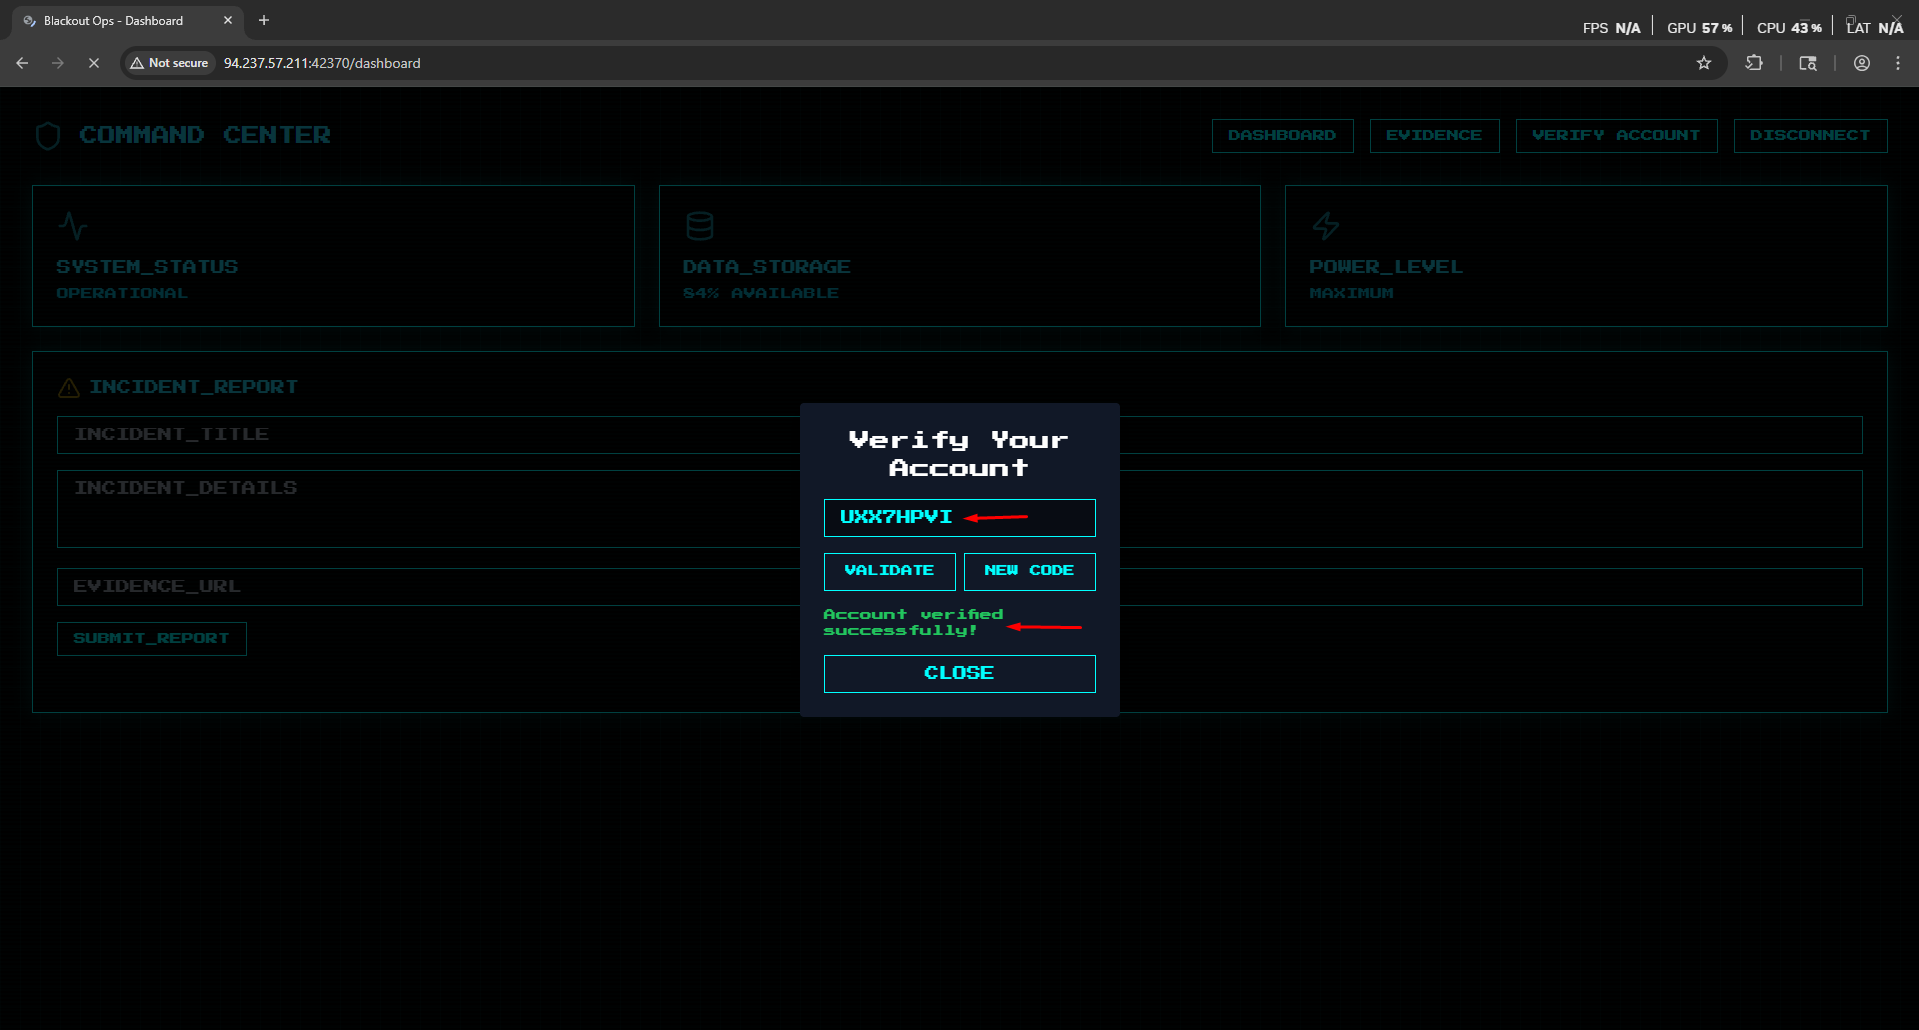 Blackout Ops - Dashboard
FPS N/A GPU 57 % CPU 43 % LAT N/A
Not secure 94.237.57.211:42370/dashboard
COMMAND CENTER
DASHBOARD EVIDENCE VERIFY ACCOUNT DISCONNECT
SYSTEM_STATUS
OPERATIONAL
DATA_STORAGE
84% AVAILABLE
POWER_LEVEL
MAXIMUM
INCIDENT_REPORT
INCIDENT_TITLE
INCIDENT_DETAILS
EVIDENCE_URL
SUBMIT_REPORT
Verify Your
Account
UXX7HPVI
VALIDATE NEW CODE
Account verified
successfully!
CLOSE